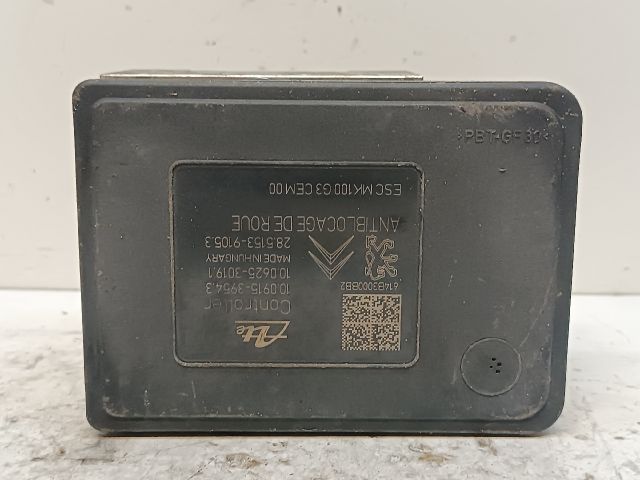 Ate
Controller
10.0915-3954.3
10.0625-3019.1
MADE IN HUNGARY
28.5153-9105.3
614B3000BB2
ANTIBLOCAGE DE ROUE
ESC MK100 G3 CEM 00
>PBT-GF30<